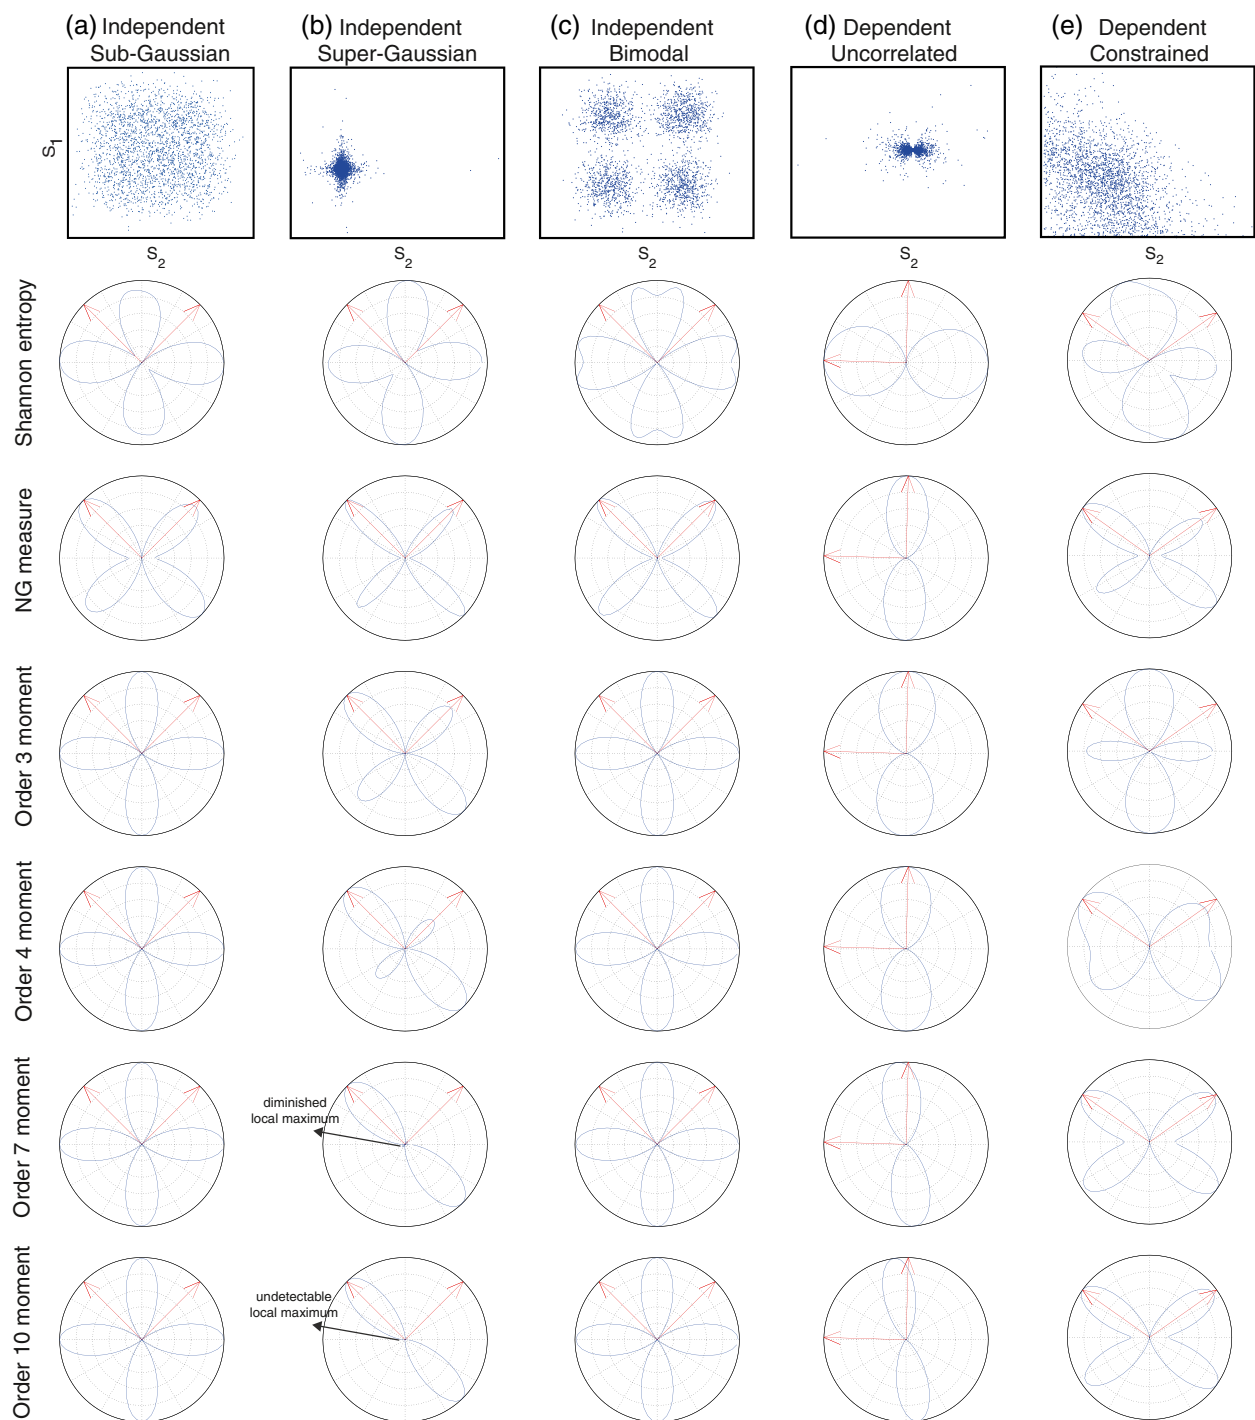 (a) Independent
Sub-Gaussian
(b) Independent
Super-Gaussian
(c) Independent
Bimodal
(d) Dependent
Uncorrelated
(e) Dependent
Constrained
S1
S2
S2
S2
S2
S2
Shannon entropy
NG measure
Order 3 moment
Order 4 moment
Order 7 moment
diminished
local maximum
Order 10 moment
undetectable
local maximum